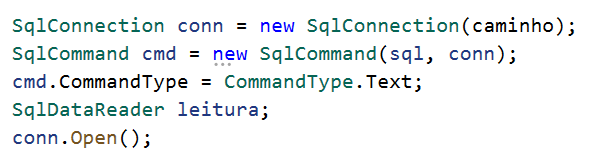 SqlConnection conn = new SqlConnection(caminho);
SqlCommand cmd = new SqlCommand(sql, conn);
cmd.CommandType = CommandType.Text;
SqlDataReader leitura;
conn.Open();